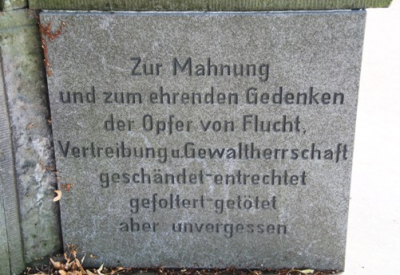 Zur Mahnung
und zum ehrenden Gedenken
der Opfer von Flucht,
Vertreibung u. Gewaltherrschaft
geschändet-entrechtet
gefoltert-getötet
aber unvergessen